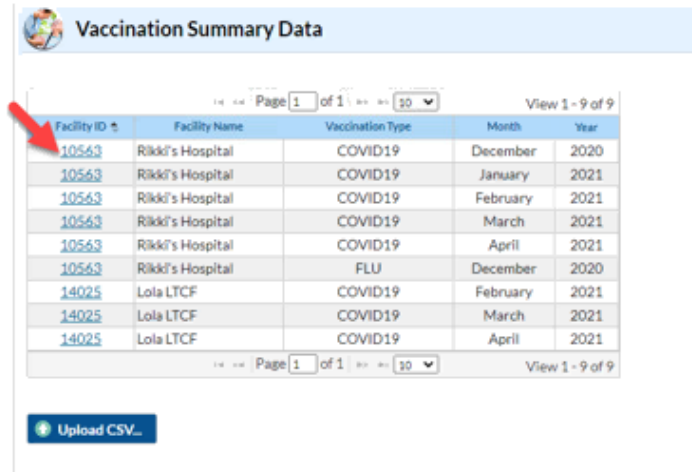 Vaccination Summary Data
Page 1 of 1 10 View 1 - 9 of 9
Facility ID Facility Name Vaccination Type Month Year
10563 Rikki's Hospital COVID19 December 2020
10563 Rikki's Hospital COVID19 January 2021
10563 Rikki's Hospital COVID19 February 2021
10563 Rikki's Hospital COVID19 March 2021
10563 Rikki's Hospital COVID19 April 2021
10563 Rikki's Hospital FLU December 2020
14025 Lola LTCF COVID19 February 2021
14025 Lola LTCF COVID19 March 2021
14025 Lola LTCF COVID19 April 2021
Page 1 of 1 10 View 1 - 9 of 9
Upload CSV...